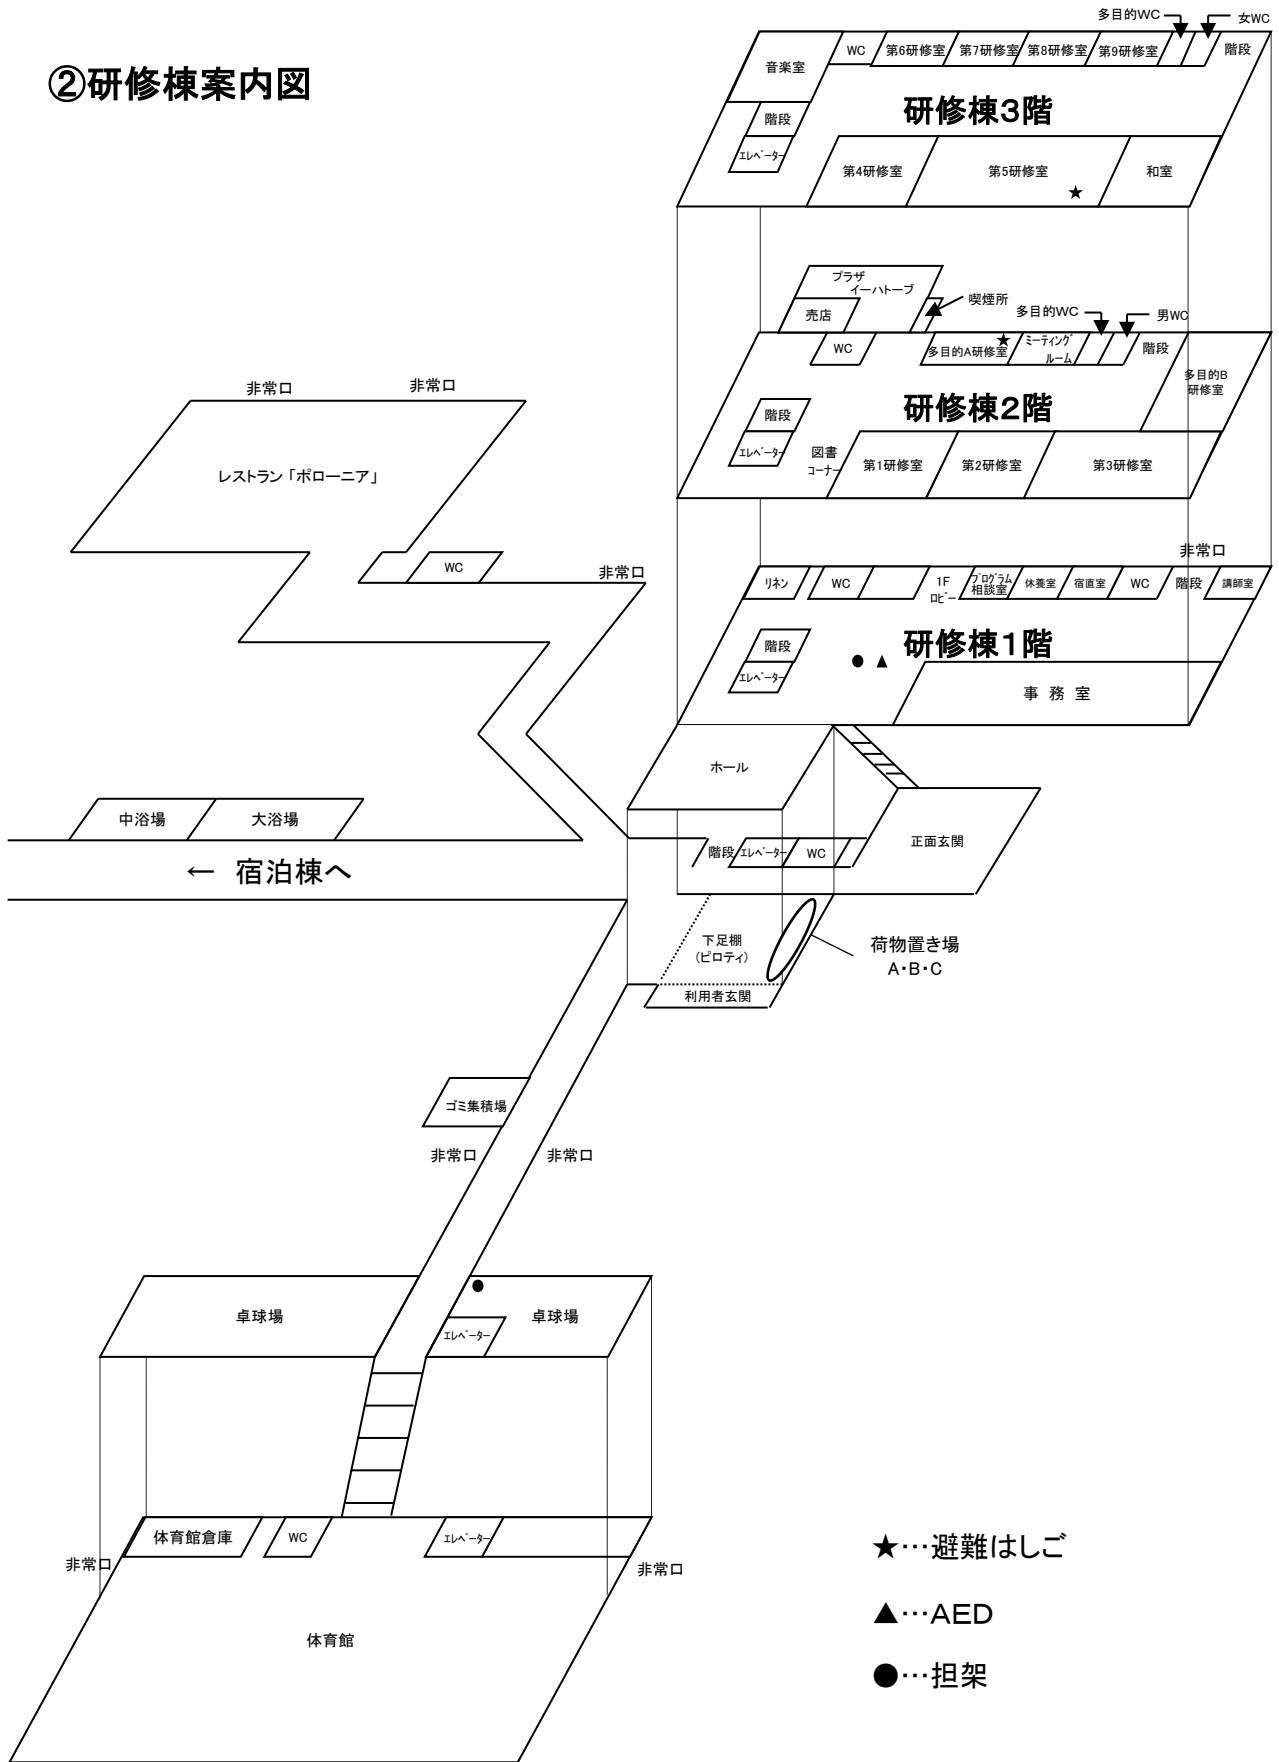 ②研修棟案内図
多目的WC
女WC
音楽室
WC
第6研修室
第7研修室
第8研修室
第9研修室
階段
研修棟3階
階段
エレベーター
第4研修室
第5研修室
★
和室
プラザ
イーハトーブ
売店
喫煙所
多目的WC
男WC
WC
多目的A研修室
★
ミーティング
ルーム
階段
多目的B
研修室
研修棟2階
階段
エレベーター
図書
コーナー
第1研修室
第2研修室
第3研修室
非常口
非常口
レストラン「ポローニア」
WC
非常口
非常口
リネン
WC
1F
ロビー
プログラム
相談室
休養室
宿直室
WC
階段
講師室
研修棟1階
階段
エレベーター
●
▲
事 務 室
ホール
正面玄関
階段
エレベーター
WC
中浴場
大浴場
← 宿泊棟へ
下足棚
(ピロティ)
荷物置き場
A・B・C
利用者玄関
ゴミ集積場
非常口
非常口
卓球場
●
エレベーター
卓球場
体育館倉庫
WC
エレベーター
非常口
非常口
体育館
★…避難はしご
▲…AED
●…担架